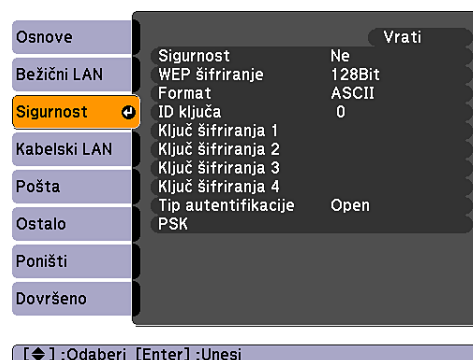 Osnove
Bežični LAN
Sigurnost
Kabelski LAN
Pošta
Ostalo
Poništi
Dovršeno
Vrati
Sigurnost Ne
WEP šifriranje 128Bit
Format ASCII
ID ključa 0
Ključ šifriranja 1
Ključ šifriranja 2
Ključ šifriranja 3
Ključ šifriranja 4
Tip autentifikacije Open
PSK
[◆] :Odaberi [Enter] :Unesi